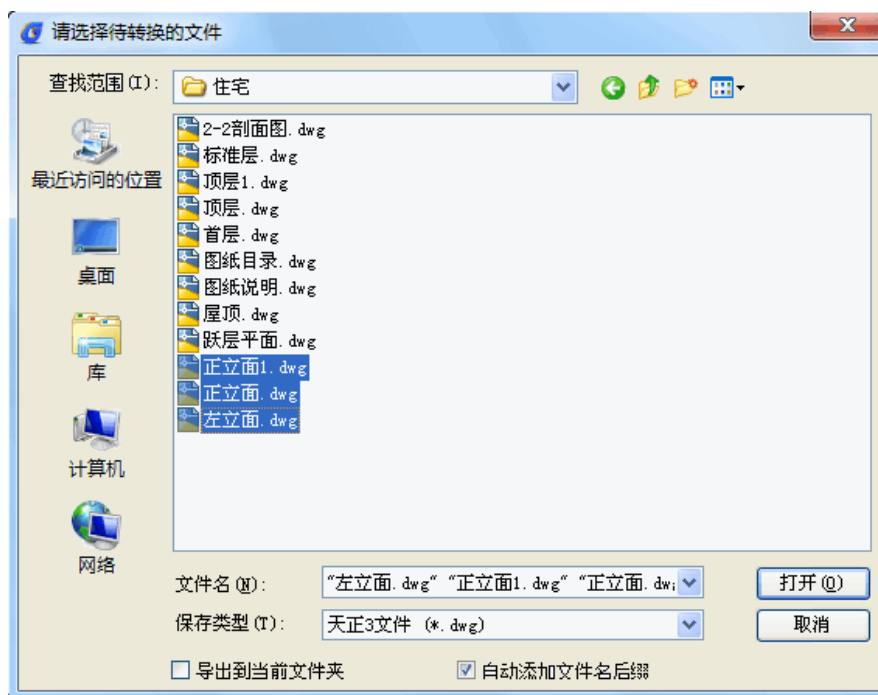 请选择待转换的文件
查找范围(I):
住宅
最近访问的位置
桌面
库
计算机
网络
2-2剖面图.dwg
标准层.dwg
顶层1.dwg
顶层.dwg
首层.dwg
图纸目录.dwg
图纸说明.dwg
屋顶.dwg
跃层平面.dwg
正立面1.dwg
正立面.dwg
左立面.dwg
文件名(N):
"左立面.dwg" "正立面1.dwg" "正立面.dw
打开(O)
保存类型(T):
天正3文件 (*.dwg)
取消
导出到当前文件夹
自动添加文件名后缀